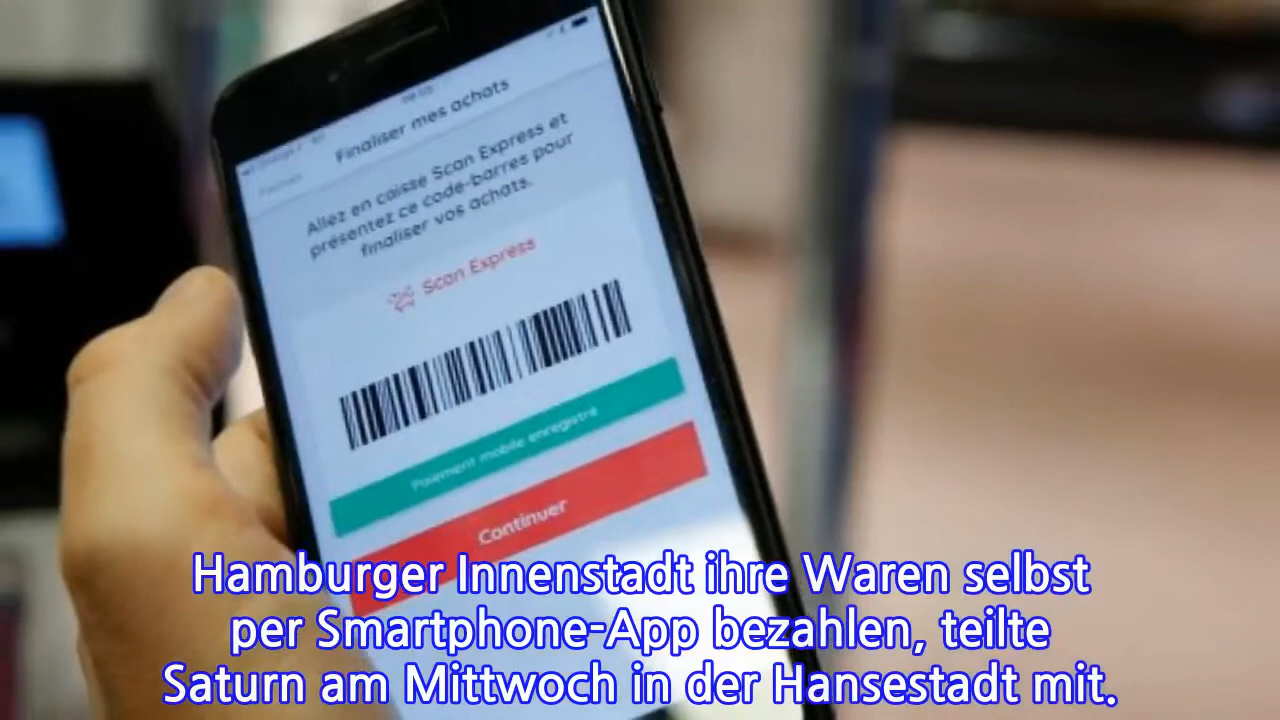 Finaliser mes achats
Allez en caisse Scan Express et
présentez ce code-barres pour
finaliser vos achats.
Scan Express
Paiement mobile enregistré
Continuer
Hamburger Innenstadt ihre Waren selbst
per Smartphone-App bezahlen, teilte
Saturn am Mittwoch in der Hansestadt mit.